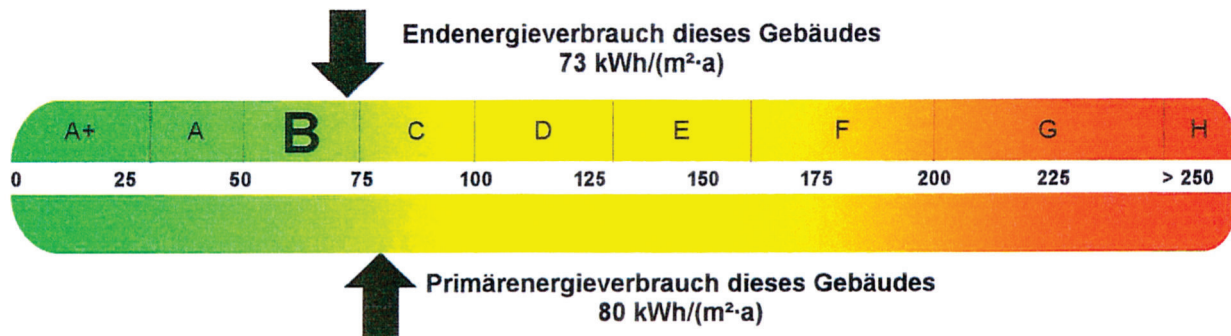 Endenergieverbrauch dieses Gebäudes
73 kWh/(m²·a)
A+ A B C D E F G H
0 25 50 75 100 125 150 175 200 225 > 250
Primärenergieverbrauch dieses Gebäudes
80 kWh/(m²·a)